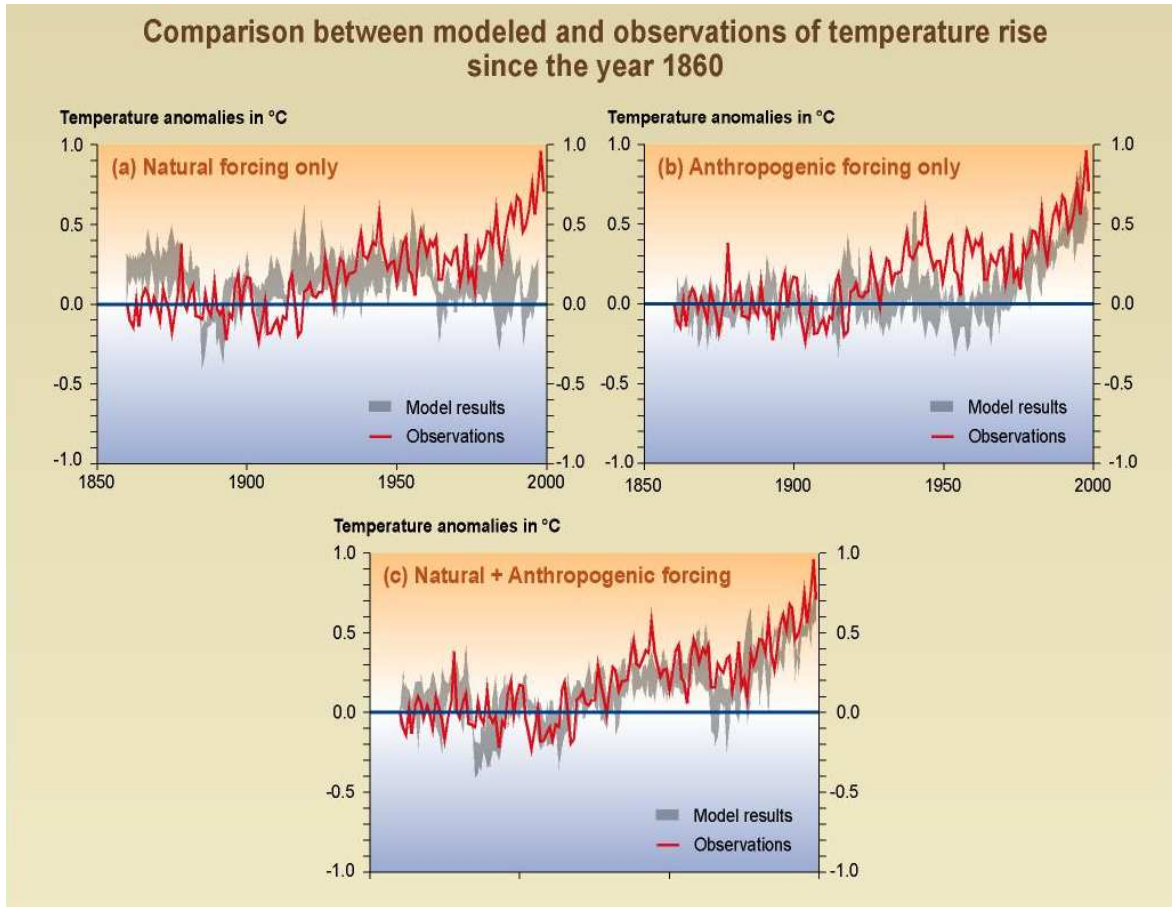 Comparison between modeled and observations of temperature rise
since the year 1860
Temperature anomalies in °C
1.0
0.5
0.0
-0.5
-1.0
(a) Natural forcing only
Model results
Observations
1.0
0.5
0.0
-0.5
-1.0
1850
1900
1950
2000
Temperature anomalies in °C
1.0
0.5
0.0
-0.5
-1.0
(b) Anthropogenic forcing only
Model results
Observations
1.0
0.5
0.0
-0.5
-1.0
1850
1900
1950
2000
Temperature anomalies in °C
1.0
0.5
0.0
-0.5
-1.0
(c) Natural + Anthropogenic forcing
Model results
Observations
1.0
0.5
0.0
-0.5
-1.0